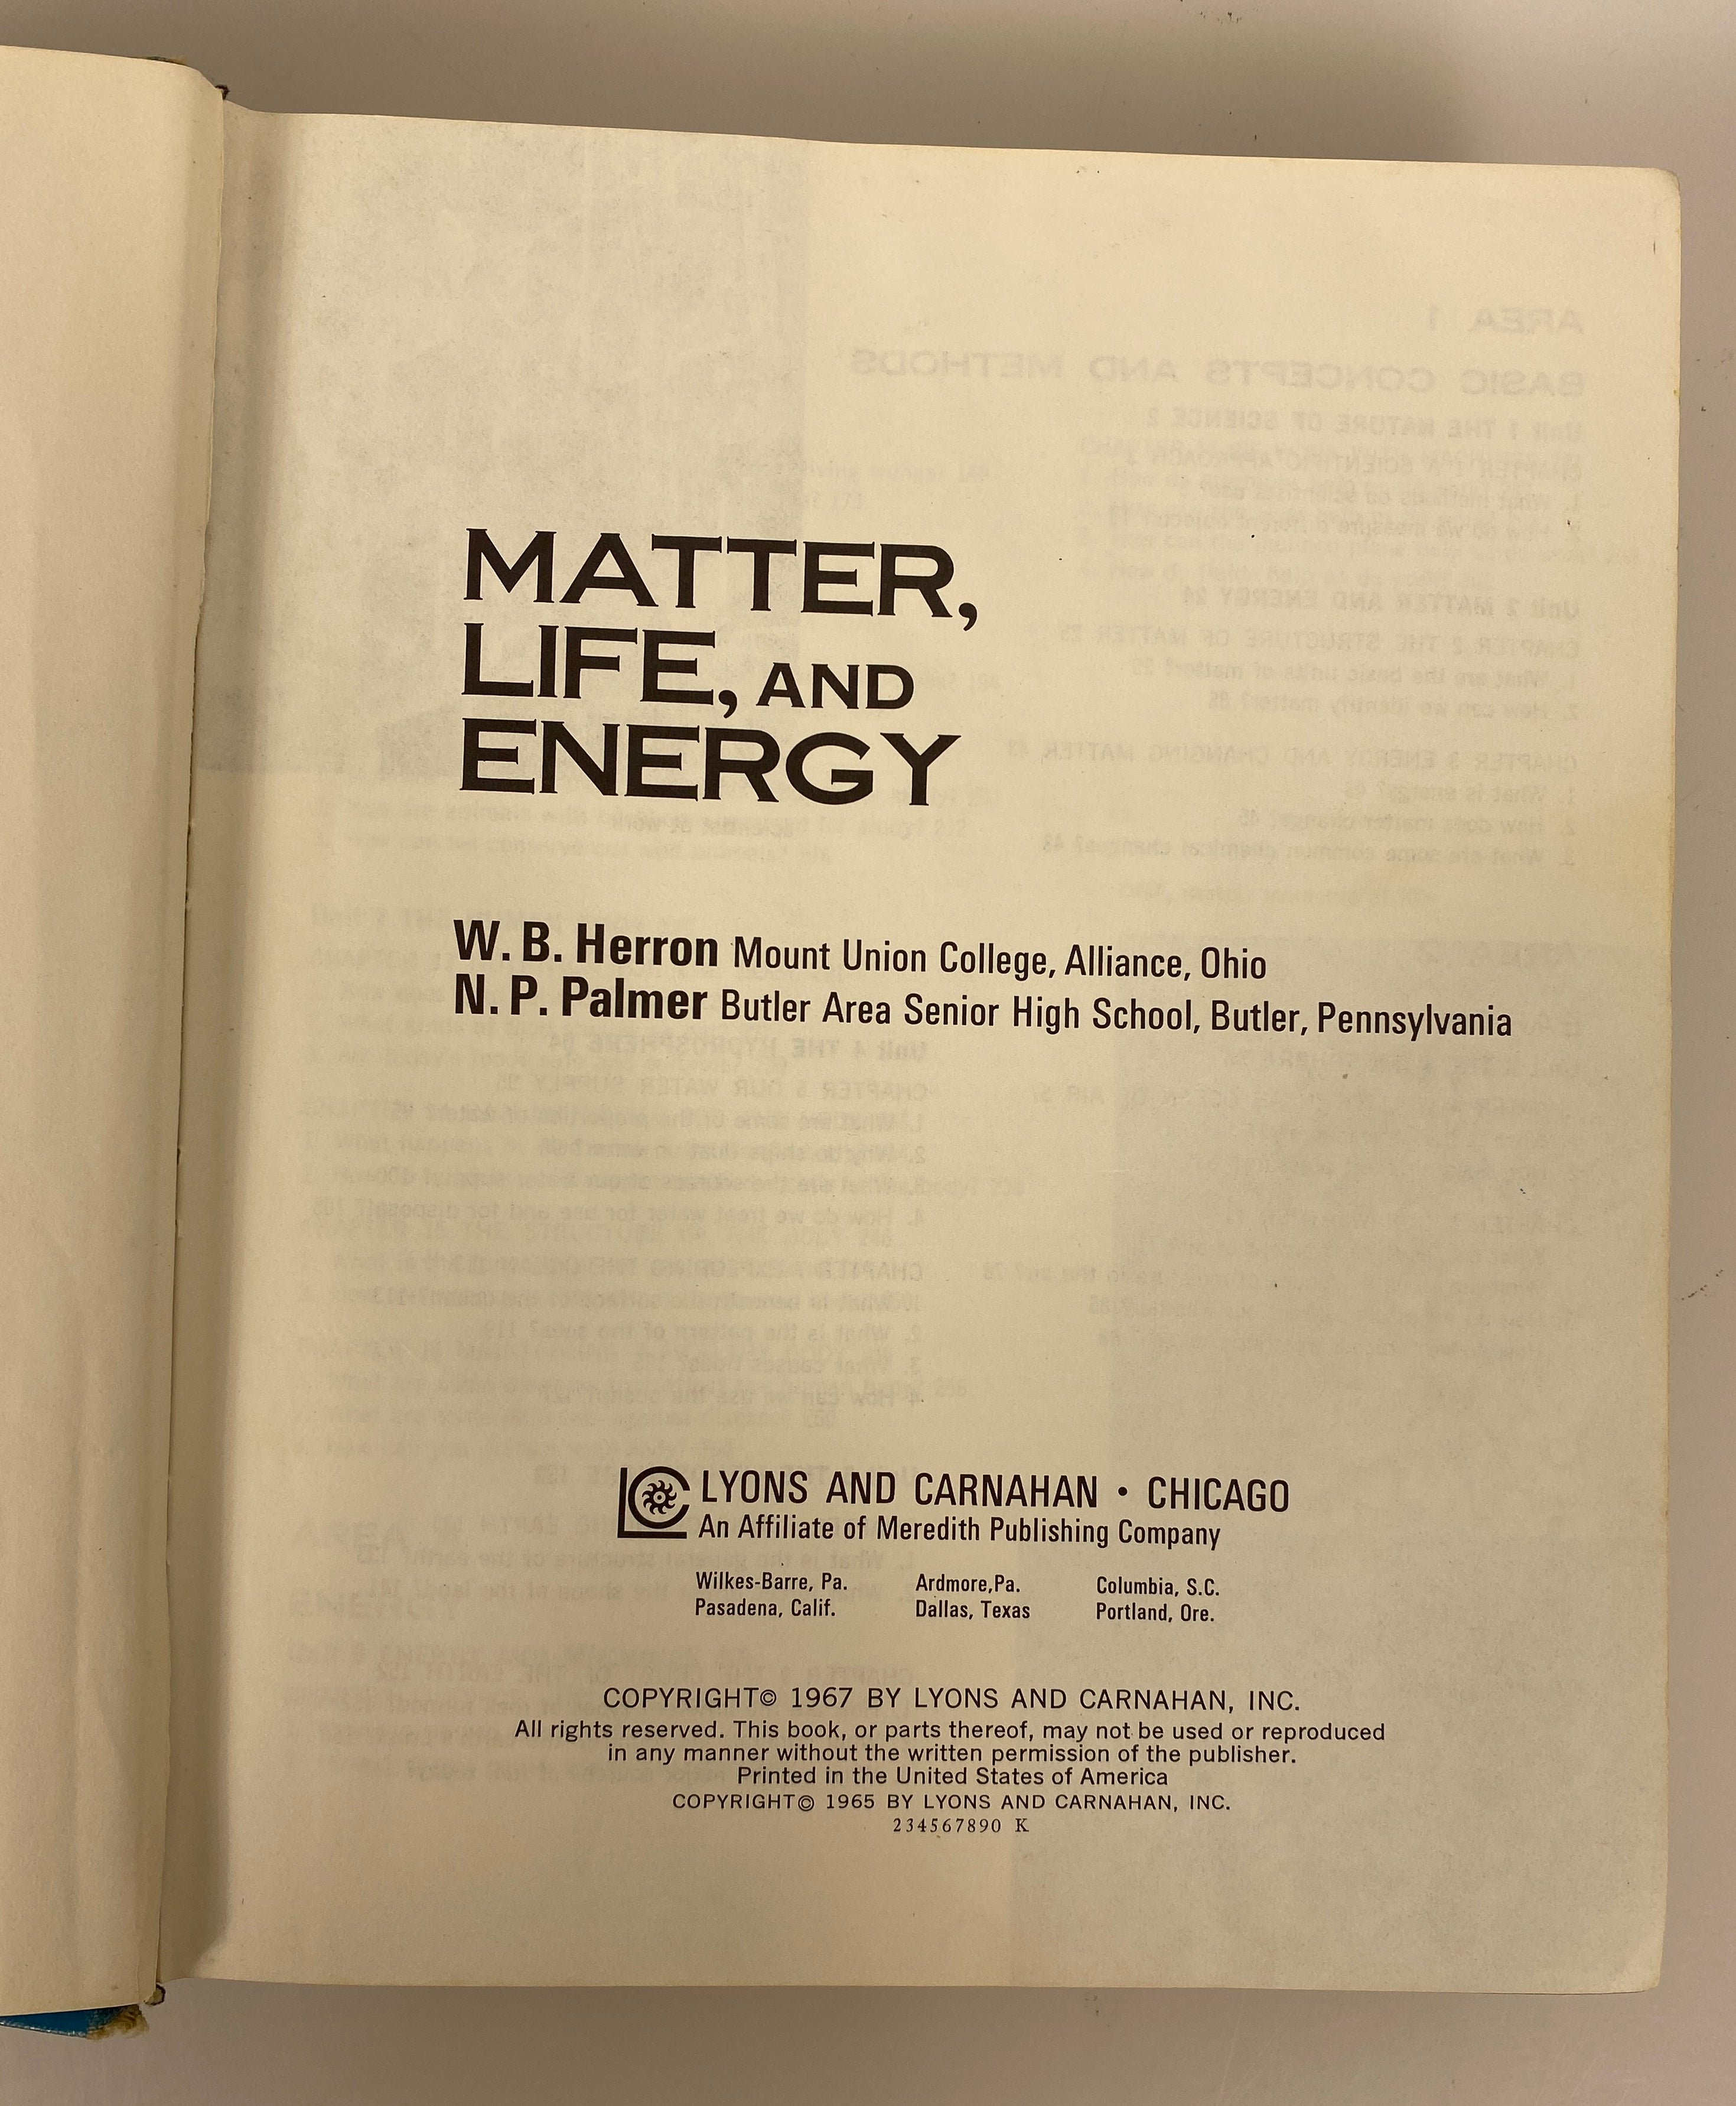 MATTER,
LIFE, AND
ENERGY
W. B. Herron Mount Union College, Alliance, Ohio
N. P. Palmer Butler Area Senior High School, Butler, Pennsylvania
LC LYONS AND CARNAHAN • CHICAGO
An Affiliate of Meredith Publishing Company
Wilkes-Barre, Pa. Ardmore,Pa. Columbia, S.C.
Pasadena, Calif. Dallas, Texas Portland, Ore.
COPYRIGHT© 1967 BY LYONS AND CARNAHAN, INC.
All rights reserved. This book, or parts thereof, may not be used or reproduced
in any manner without the written permission of the publisher.
Printed in the United States of America
COPYRIGHT© 1965 BY LYONS AND CARNAHAN, INC.
234567890 K